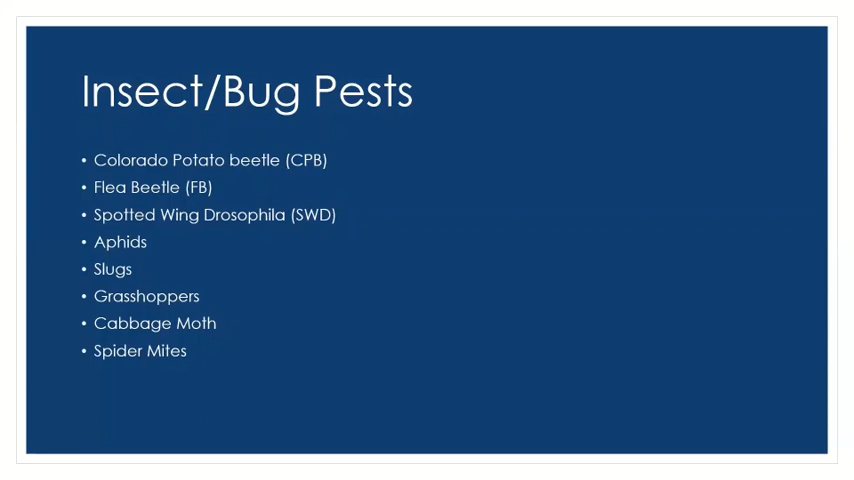 Insect/Bug Pests
• Colorado Potato beetle (CPB)
• Flea Beetle (FB)
• Spotted Wing Drosophila (SWD)
• Aphids
• Slugs
• Grasshoppers
• Cabbage Moth
• Spider Mites